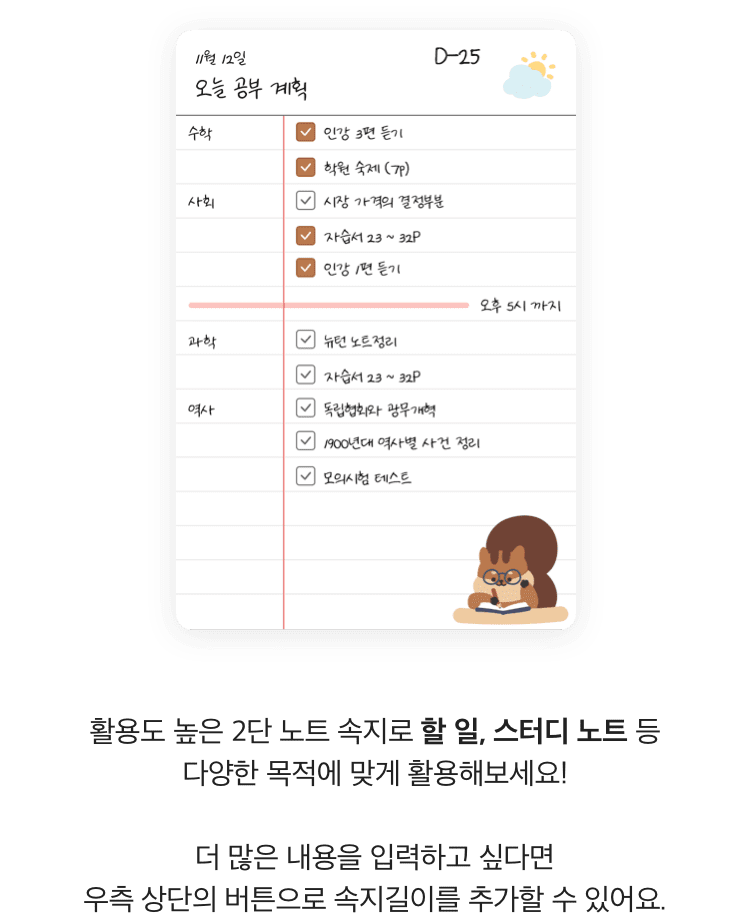 11월 12일
D-25
오늘 공부 계획
수학
인강 3편 듣기
학원 숙제 (7p)
사회
시장 가격의 결정부분
자습서 23 ~ 32P
인강 1편 듣기
오후 5시 까지
과학
뉴턴 노트정리
자습서 23 ~ 32P
역사
독립협회와 광무개혁
1900년대 역사별 사건 정리
모의시험 테스트
활용도 높은 2단 노트 속지로 할 일, 스터디 노트 등
다양한 목적에 맞게 활용해보세요!
더 많은 내용을 입력하고 싶다면
우측 상단의 버튼으로 속지길이를 추가할 수 있어요.